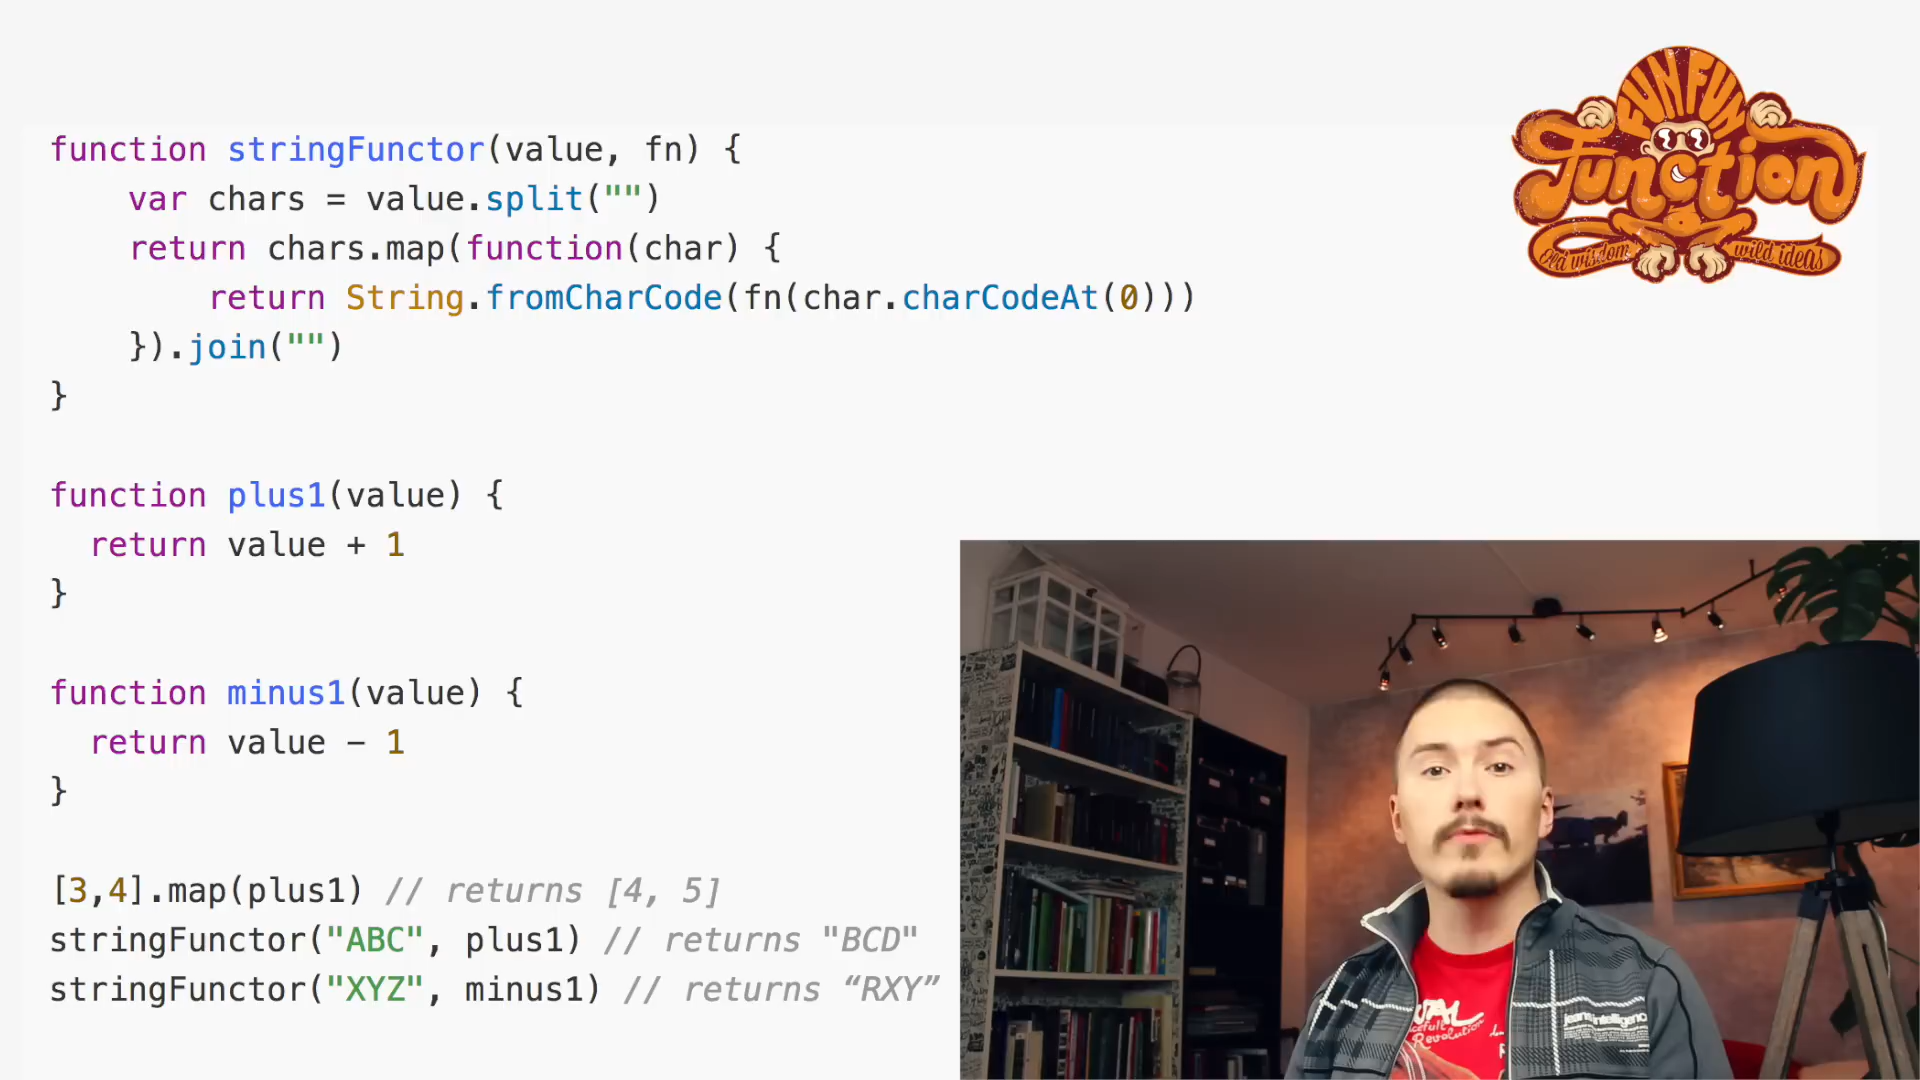 function stringFunctor(value, fn) {
    var chars = value.split("")
    return chars.map(function(char) {
        return String.fromCharCode(fn(char.charCodeAt(0)))
    }).join("")
}
function plus1(value) {
  return value + 1
}
function minus1(value) {
  return value - 1
}
[3,4].map(plus1) // returns [4, 5]
stringFunctor("ABC", plus1) // returns "BCD"
stringFunctor("XYZ", minus1) // returns “RXY”
FUN FUN
Function
Old wisdom
wild ideas
Revolution
jeans intelligence